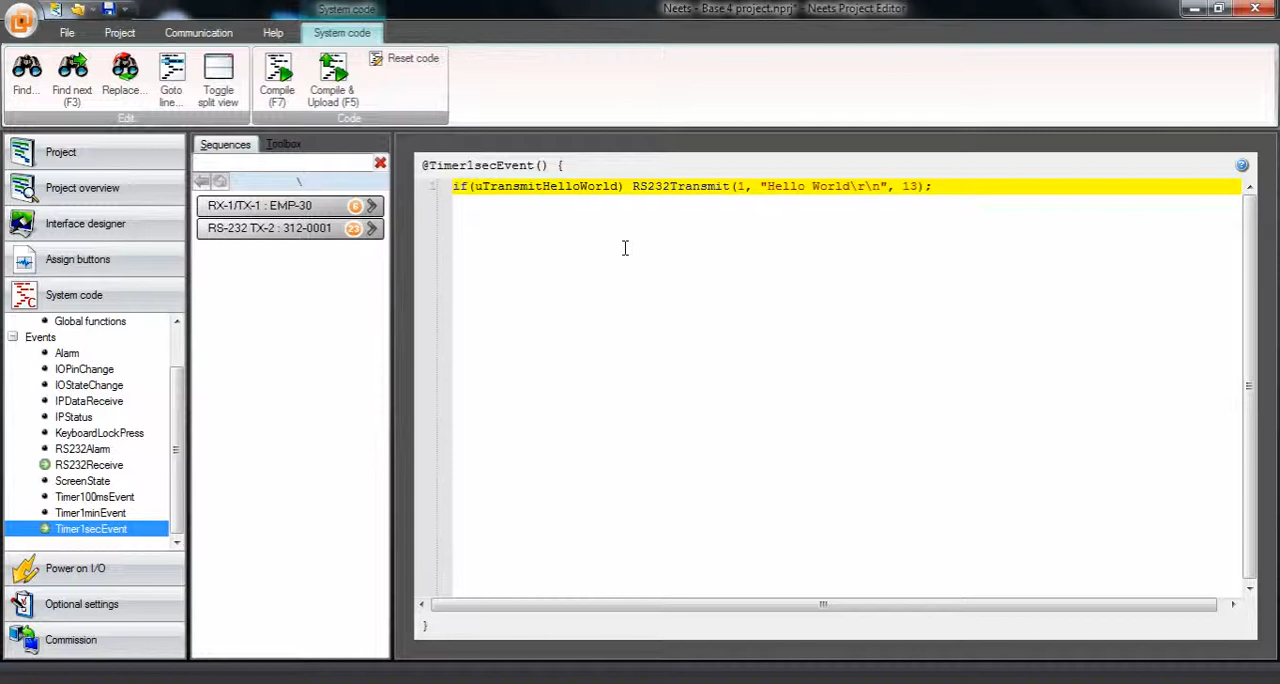 System code
Neets - Base 4 project.nprj* - Neets Project Editor
File Project Communication Help System code
Find... Find next (F3) Replace... Goto line... Toggle split view
Edit
Compile (F7) Compile & Upload (F5) Reset code
Code
Project
Project overview
Interface designer
Assign buttons
System code
Global functions
Events
Alarm
IOPinChange
IOStateChange
IPDataReceive
IPStatus
KeyboardLockPress
RS232Alarm
RS232Receive
ScreenState
Timer100msEvent
Timer1minEvent
Timer1secEvent
Power on I/O
Optional settings
Commission
Sequences Toolbox
\
RX-1/TX-1 : EMP-30 6
RS-232 TX-2 : 312-0001 23
@Timer1secEvent() {
1 if(uTransmitHelloWorld) RS232Transmit(1, "Hello World\r\n", 13);
}